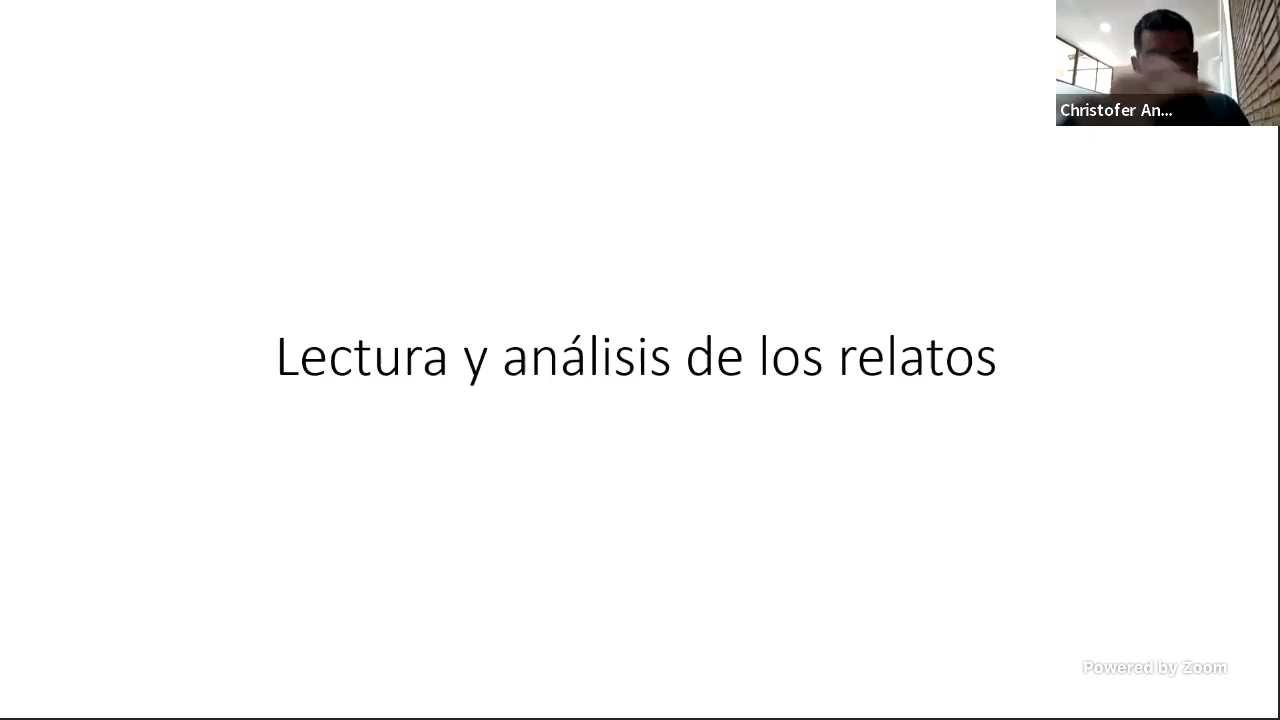 Christofer An...
Lectura y análisis de los relatos
Powered by Zoom